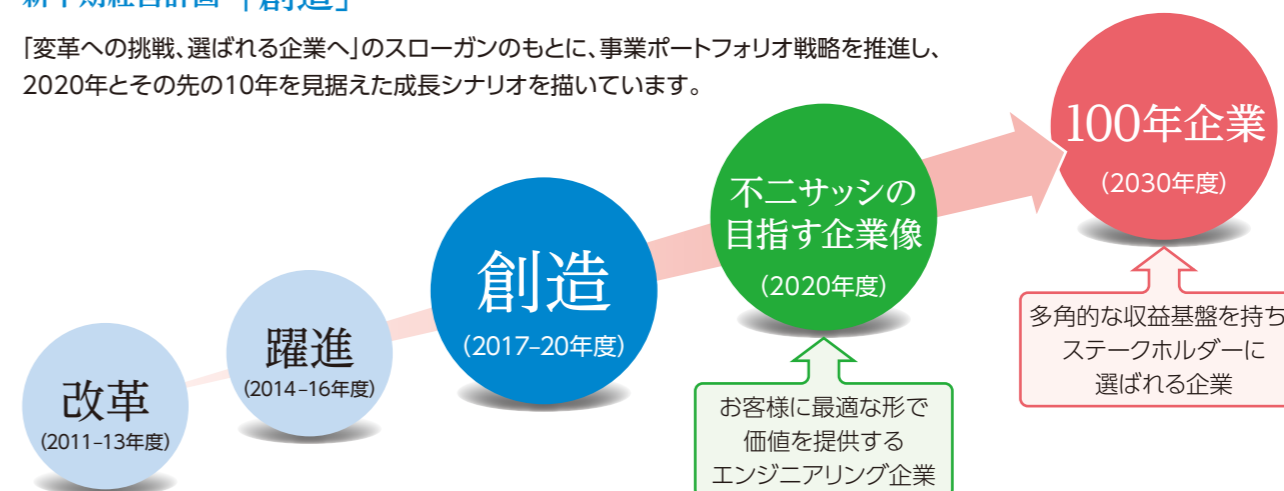 「変革への挑戦、選ばれる企業へ」のスローガンのもとに、事業ポートフォリオ戦略を推進し、
2020年とその先の10年を見据えた成長シナリオを描いています。
改革
(2011–13年度)
躍進
(2014–16年度)
創造
(2017–20年度)
不二サッシの
目指す企業像
(2020年度)
お客様に最適な形で
価値を提供する
エンジニアリング企業
100年企業
(2030年度)
多角的な収益基盤を持ち
ステークホルダーに
選ばれる企業